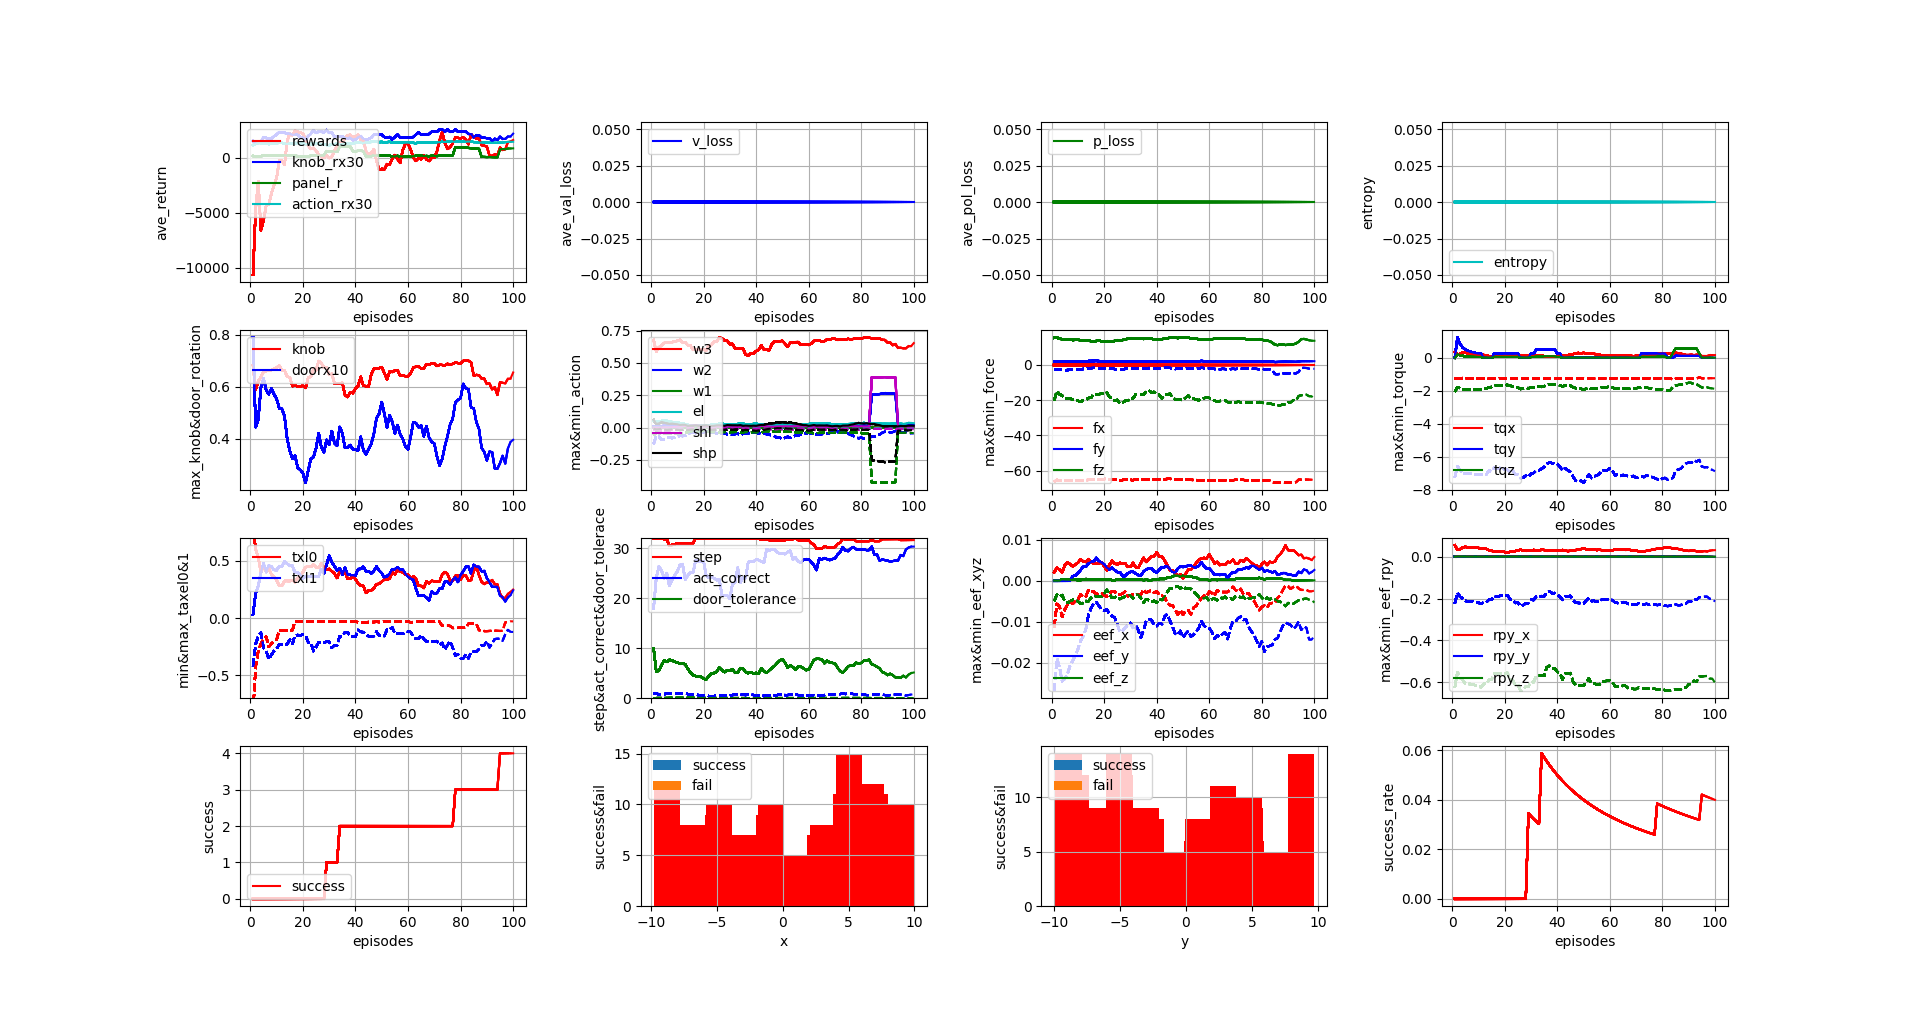 ave_return
0
−5000
−10000
rewards
knob_rx30
panel_r
action_rx30
0 20 40 60 80 100
episodes
ave_val_loss
0.050
0.025
0.000
−0.025
−0.050
v_loss
0 20 40 60 80 100
episodes
ave_pol_loss
0.050
0.025
0.000
−0.025
−0.050
p_loss
0 20 40 60 80 100
episodes
entropy
0.050
0.025
0.000
−0.025
−0.050
entropy
0 20 40 60 80 100
episodes
max_knob&door_rotation
0.8
0.6
0.4
knob
doorx10
0 20 40 60 80 100
episodes
max&min_action
0.75
0.50
0.25
0.00
−0.25
w3
w2
w1
el
shl
shp
0 20 40 60 80 100
episodes
max&min_force
0
−20
−40
−60
fx
fy
fz
0 20 40 60 80 100
episodes
max&min_torque
0
−2
−4
−6
−8
tqx
tqy
tqz
0 20 40 60 80 100
episodes
min&max_taxel0&1
0.5
0.0
−0.5
txl0
txl1
0 20 40 60 80 100
episodes
step&act_correct&door_tolerace
30
20
10
0
step
act_correct
door_tolerance
0 20 40 60 80 100
episodes
max&min_eef_xyz
0.01
0.00
−0.01
−0.02
eef_x
eef_y
eef_z
0 20 40 60 80 100
episodes
max&min_eef_rpy
0.0
−0.2
−0.4
−0.6
rpy_x
rpy_y
rpy_z
0 20 40 60 80 100
episodes
success
4
3
2
1
0
success
0 20 40 60 80 100
episodes
success&fail
15
10
5
0
success
fail
−10 −5 0 5 10
x
success&fail
10
5
0
success
fail
−10 −5 0 5 10
y
success_rate
0.06
0.04
0.02
0.00
0 20 40 60 80 100
episodes